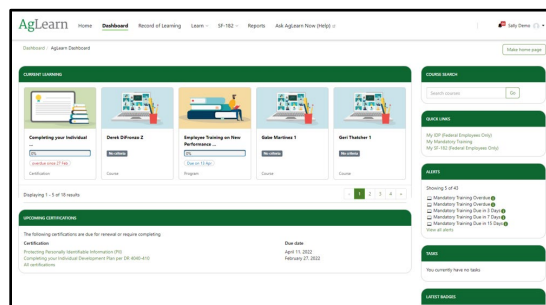 AgLearn Home Dashboard Record of Learning Learn SF-182 Reports Ask AgLearn Now (Help) Sally Demo
Dashboard / AgLearn Dashboard
Make home page
CURRENT LEARNING
Completing your Individual ...
0%
overdue since 27 Feb
Certification
Derek DiFronzo 2
No criteria
Course
Employee Training on New Performance ...
0%
Due on 13 Apr
Program
Gabe Martinez 1
No criteria
Course
Geri Thatcher 1
No criteria
Course
Displaying 1 - 5 of 18 results
« 1 2 3 4 »
UPCOMING CERTIFICATIONS
The following certifications are due for renewal or require completing
Certification Due date
Protecting Personally Identifiable Information (PII) April 11, 2022
Completing your Individual Development Plan per DR 4040-410 February 27, 2022
All certifications
COURSE SEARCH
Search courses Go
QUICK LINKS
My IDP (Federal Employees Only)
My Mandatory Training
My SF-182 (Federal Employees Only)
ALERTS
Showing 5 of 43
Mandatory Training Overdue
Mandatory Training Overdue
Mandatory Training Due in 3 Days
Mandatory Training Due in 7 Days
Mandatory Training Due in 15 Days
View all alerts
TASKS
You currently have no tasks
LATEST BADGES